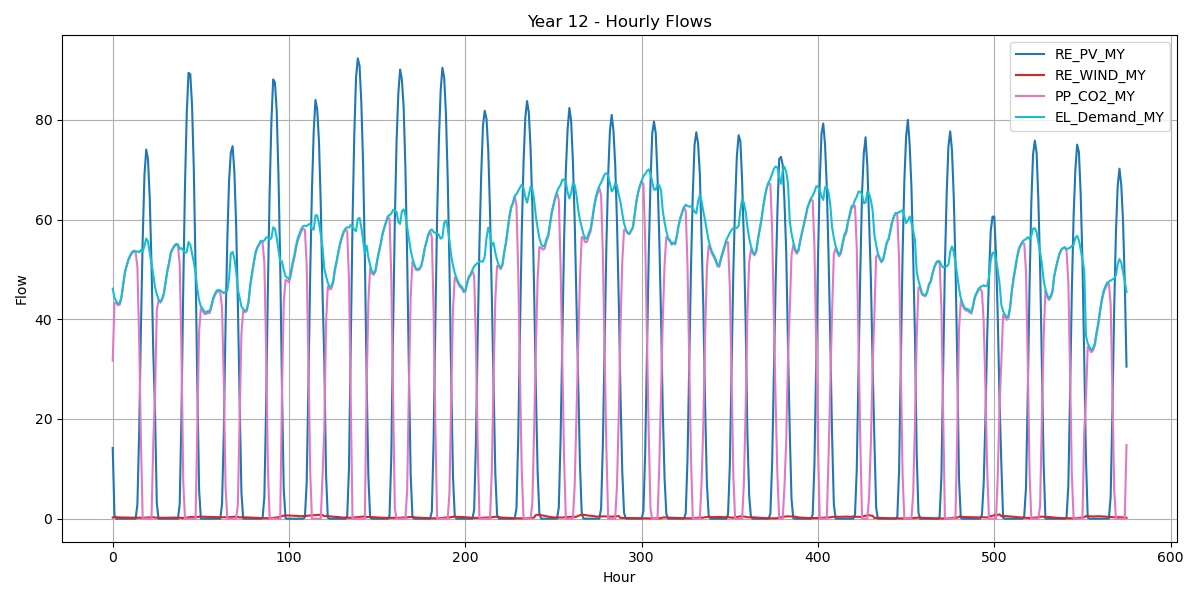 Year 12 - Hourly Flows
RE_PV_MY
RE_WIND_MY
PP_CO2_MY
EL_Demand_MY
Flow
80
60
40
20
0
0 100 200 300 400 500 600
Hour